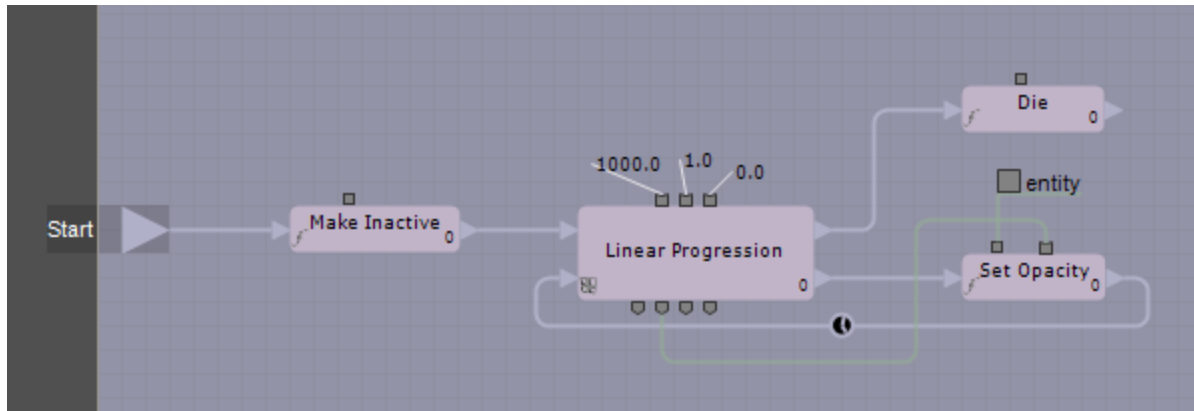 Start
Make Inactive
0
1000.0
1.0
0.0
Linear Progression
0
Die
0
entity
Set Opacity
0